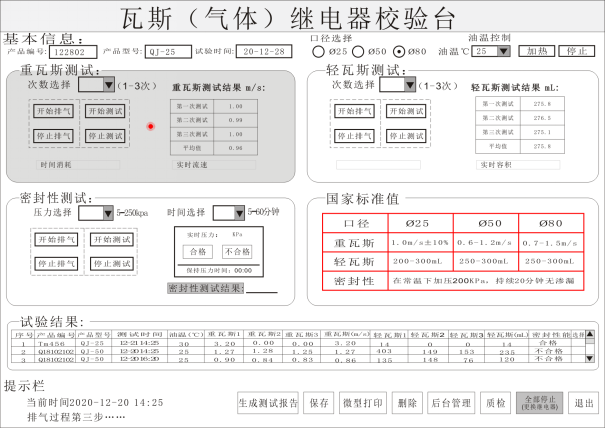 瓦斯（气体）继电器校验台
基本信息：
产品编号: 122802 产品型号: QJ-25 试验时间: 20-12-28
口径选择
Ø25 Ø50 Ø80
油温控制
油温℃ 25 加热 停止
重瓦斯测试：
次数选择 (1-3次)
开始排气 开始测试
停止排气 停止测试
时间消耗
重瓦斯测试结果 m/s:
第一次测试 1.00
第二次测试 0.99
第三次测试 1.00
平均值 0.96
实时流速
轻瓦斯测试：
次数选择 (1-3次)
开始排气 开始测试
停止排气 停止测试
轻瓦斯测试结果 mL:
第一次测试 275.8
第二次测试 276.5
第三次测试 275.1
平均值 275.8
实时容积
密封性测试：
压力选择 5-250kpa
时间选择 5-60分钟
开始排气 开始测试
停止排气 停止测试
实时压力: KPa
合格 不合格
保持压力时间: 00:00
密封性测试结果:
国家标准值
口径 Ø25 Ø50 Ø80
重瓦斯 1.0m/s±10% 0.6-1.2m/s 0.7-1.5m/s
轻瓦斯 200-300mL 250-300mL 250-300mL
密封性 在常温下加压200KPa，持续20分钟无渗漏
试验结果:
序号 产品编号 产品型号 测试时间 油温(℃) 重瓦斯1 重瓦斯2 重瓦斯3 重瓦斯(m/s) 轻瓦斯1 轻瓦斯2 轻瓦斯3 轻瓦斯(mL) 密封性能 选择
1 Tm456 QJ-25 12-21 14:25 30 3.20 0.00 0.00 3.20 14 0 0 14 合格
2 Q18102102 QJ-50 12-20 14:25 25 1.27 1.28 1.25 1.27 403 149 153 235 不合格
3 Q18102102 QJ-50 12-20 16:20 25 0.90 0.84 0.83 0.86 135 148 76 120 不合格
提示栏
当前时间2020-12-20 14:25
排气过程第三步……
生成测试报告 保存 微型打印 删除 后台管理 质检 全部停止 退出
(更换继电器)